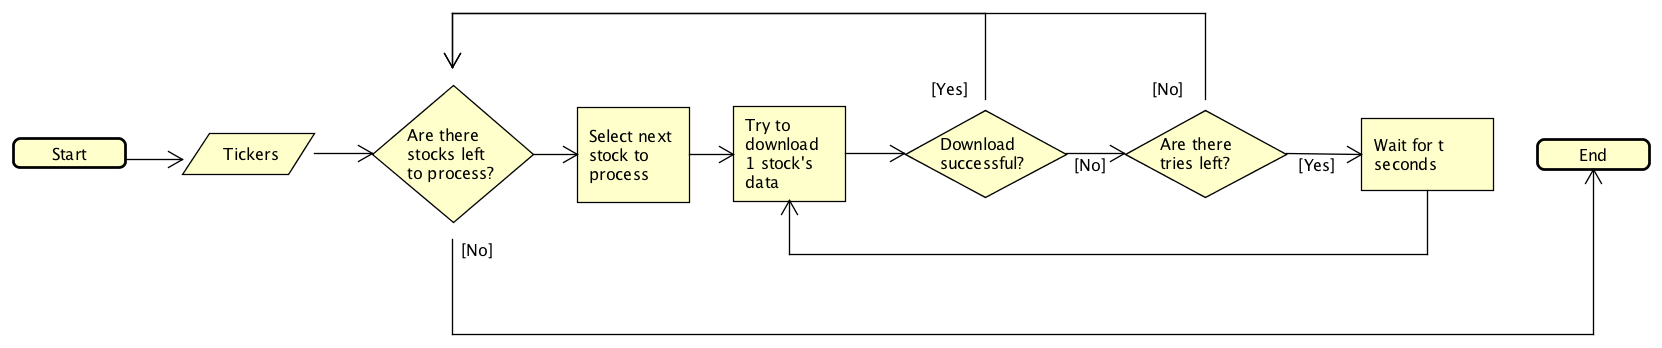 Start
Tickers
Are there
stocks left
to process?
[No]
Select next
stock to
process
Try to
download
1 stock's
data
[Yes]
Download
successful?
[No]
[No]
Are there
tries left?
[Yes]
Wait for t
seconds
End